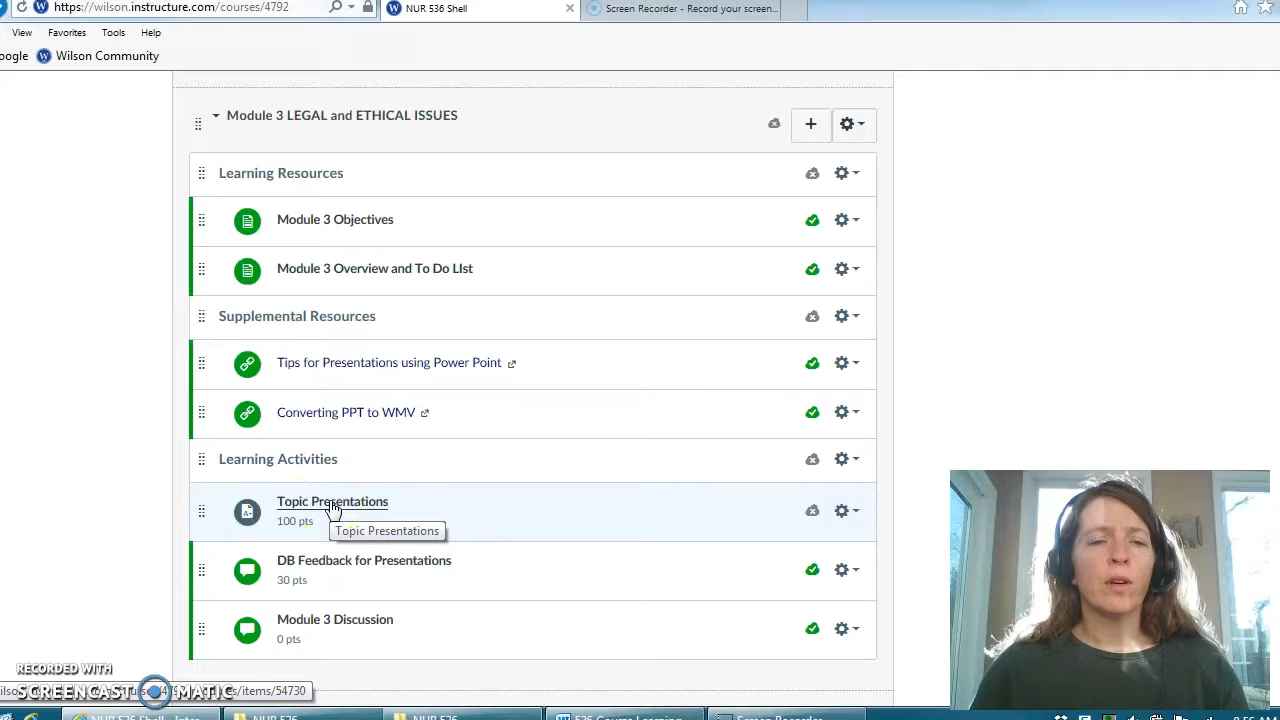 https://wilson.instructure.com/courses/4792
NUR 536 Shell
Screen Recorder - Record your screen...
View Favorites Tools Help
oogle Wilson Community
Module 3 LEGAL and ETHICAL ISSUES
Learning Resources
Module 3 Objectives
Module 3 Overview and To Do LIst
Supplemental Resources
Tips for Presentations using Power Point
Converting PPT to WMV
Learning Activities
Topic Presentations
100 pts
Topic Presentations
DB Feedback for Presentations
30 pts
Module 3 Discussion
0 pts
RECORDED WITH
SCREENCAST MATIC
items/54730